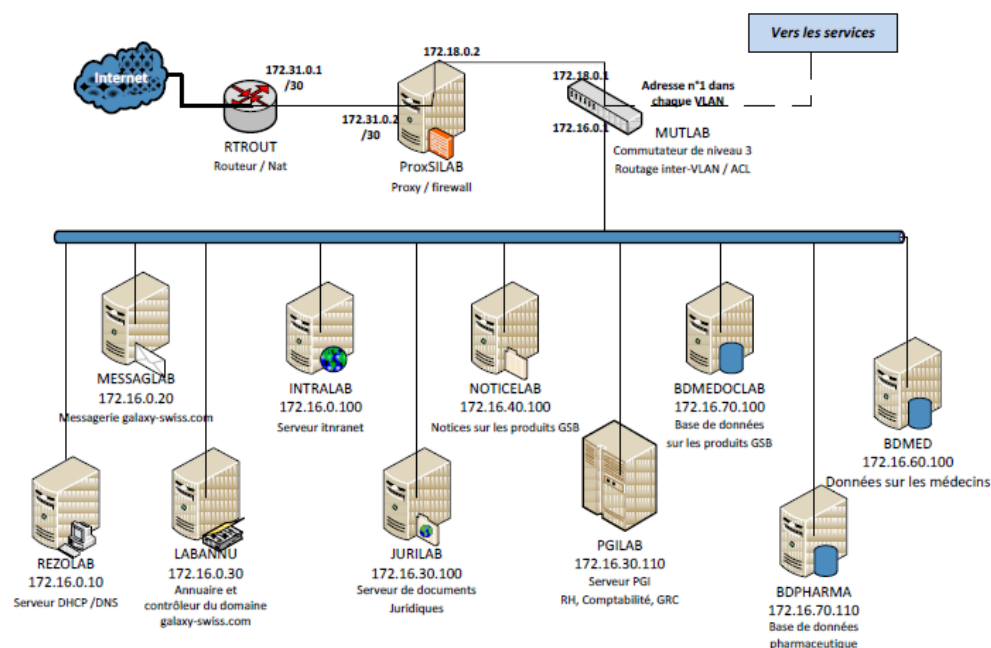 Vers les services
172.18.0.2
Internet
172.31.0.1
/30
172.18.0.1
Adresse n°1 dans
chaque VLAN
172.31.0.2
/30
172.16.0.1
RTROUT
Routeur / Nat
ProxSILAB
Proxy / firewall
MUTLAB
Commutateur de niveau 3
Routage inter-VLAN / ACL
MESSAGLAB
172.16.0.20
Messagerie galaxy-swiss.com
INTRALAB
172.16.0.100
Serveur itnranet
NOTICELAB
172.16.40.100
Notices sur les produits GSB
BDMEDOCLAB
172.16.70.100
Base de données
sur les produits GSB
BDMED
172.16.60.100
Données sur les médecins
REZOLAB
172.16.0.10
Serveur DHCP /DNS
LABANNU
172.16.0.30
Annuaire et
contrôleur du domaine
galaxy-swiss.com
JURILAB
172.16.30.100
Serveur de documents
Juridiques
PGILAB
172.16.30.110
Serveur PGI
RH, Comptabilité, GRC
BDPHARMA
172.16.70.110
Base de données
pharmaceutique